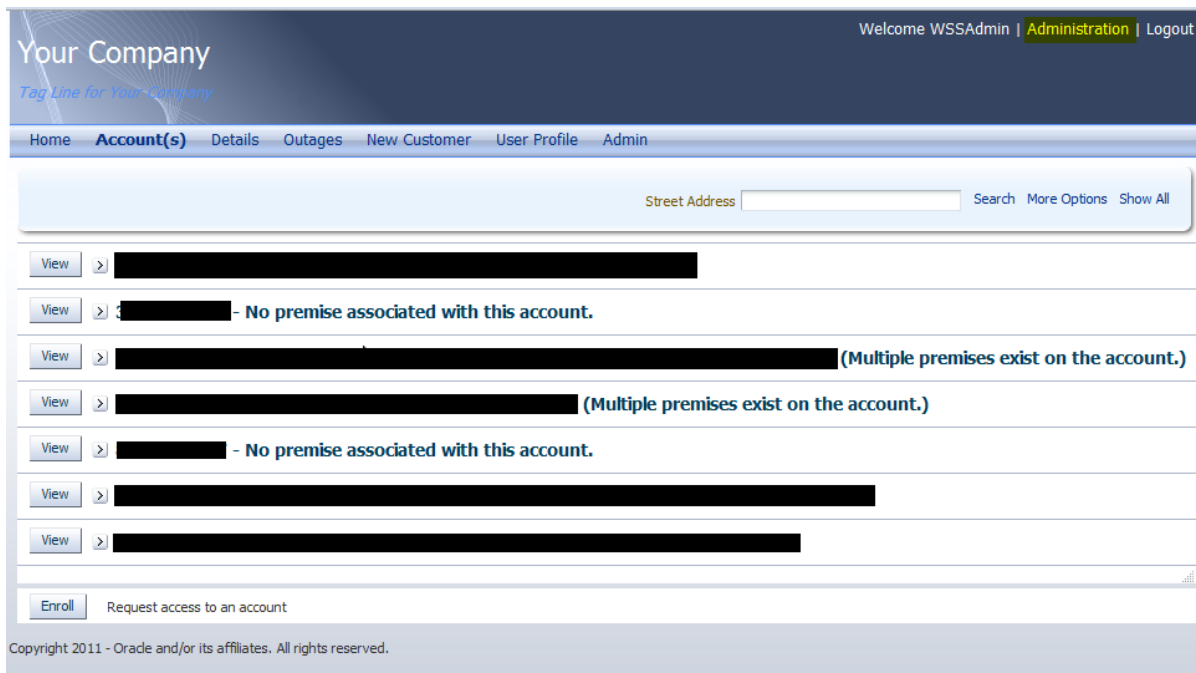 Welcome WSSAdmin | Administration | Logout
Your Company
Tag Line for Your Company
Home Account(s) Details Outages New Customer User Profile Admin
Street Address Search More Options Show All
View
View - No premise associated with this account.
View (Multiple premises exist on the account.)
View (Multiple premises exist on the account.)
View - No premise associated with this account.
View
View
Enroll Request access to an account
Copyright 2011 - Oracle and/or its affiliates. All rights reserved.